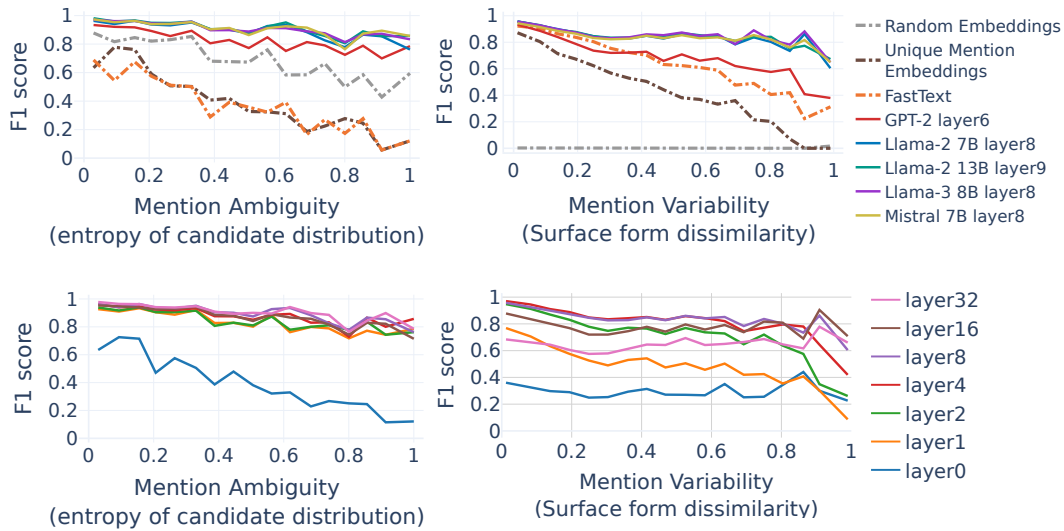 F1 score
1
0.8
0.6
0.4
0.2
0
0 0.2 0.4 0.6 0.8 1
Mention Ambiguity
(entropy of candidate distribution)
F1 score
1
0.8
0.6
0.4
0.2
0
0 0.2 0.4 0.6 0.8 1
Mention Variability
(Surface form dissimilarity)
Random Embeddings
Unique Mention
Embeddings
FastText
GPT-2 layer6
Llama-2 7B layer8
Llama-2 13B layer9
Llama-3 8B layer8
Mistral 7B layer8
F1 score
1
0.8
0.6
0.4
0.2
0
0 0.2 0.4 0.6 0.8 1
Mention Ambiguity
(entropy of candidate distribution)
F1 score
1
0.8
0.6
0.4
0.2
0
0 0.2 0.4 0.6 0.8 1
Mention Variability
(Surface form dissimilarity)
layer32
layer16
layer8
layer4
layer2
layer1
layer0